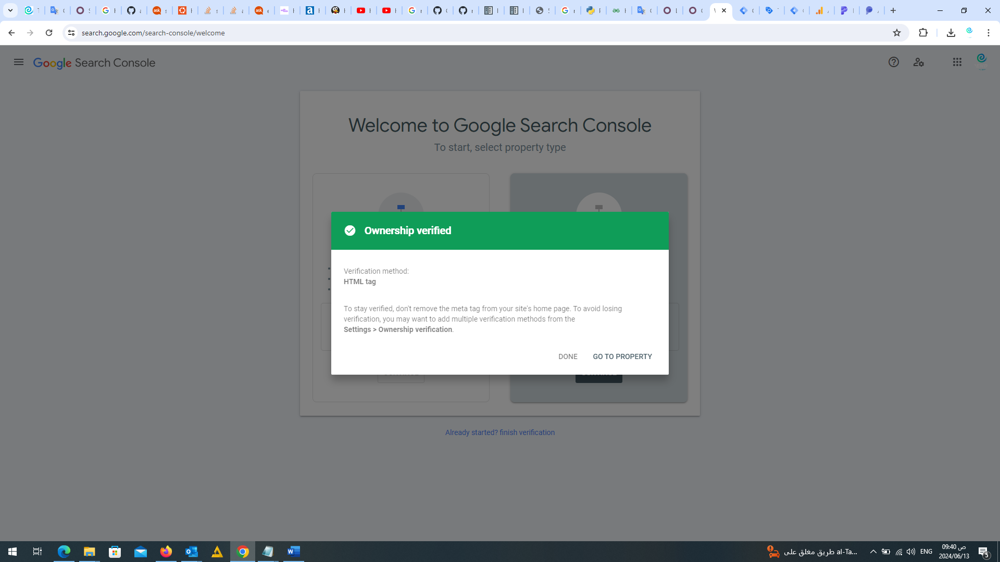 search.google.com/search-console/welcome
Google Search Console
Welcome to Google Search Console
To start, select property type
Ownership verified
Verification method:
HTML tag
To stay verified, don't remove the meta tag from your site's home page. To avoid losing
verification, you may want to add multiple verification methods from the
Settings > Ownership verification.
DONE
GO TO PROPERTY
Already started? finish verification
طريق مغلق على al-Ta...
ENG
09:40 ص
2024/06/13
5